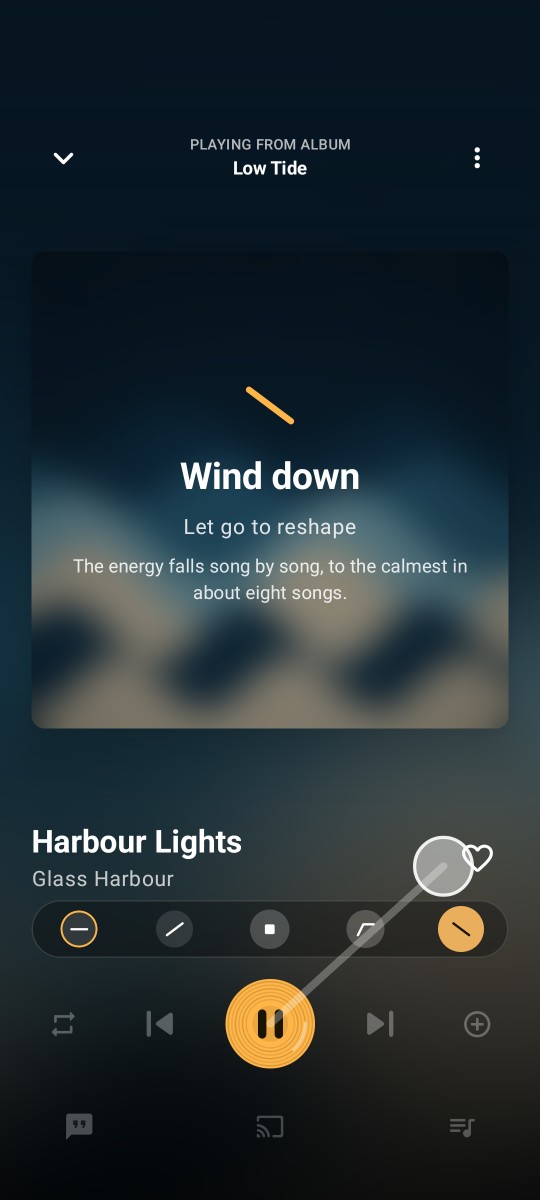 PLAYING FROM ALBUM
Low Tide
Wind down
Let go to reshape
The energy falls song by song, to the calmest in
about eight songs.
Harbour Lights
Glass Harbour